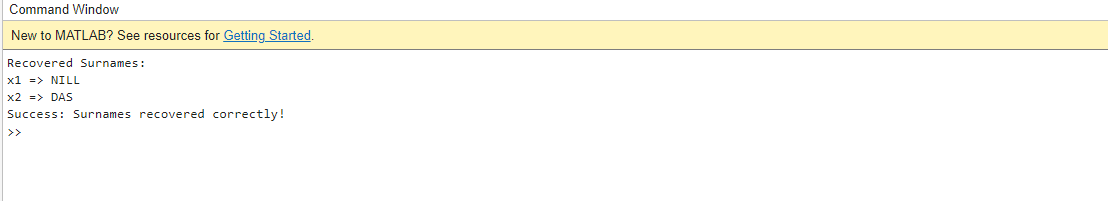 Command Window
New to MATLAB? See resources for Getting Started.
Recovered Surnames:
x1 => NILL
x2 => DAS
Success: Surnames recovered correctly!
>>